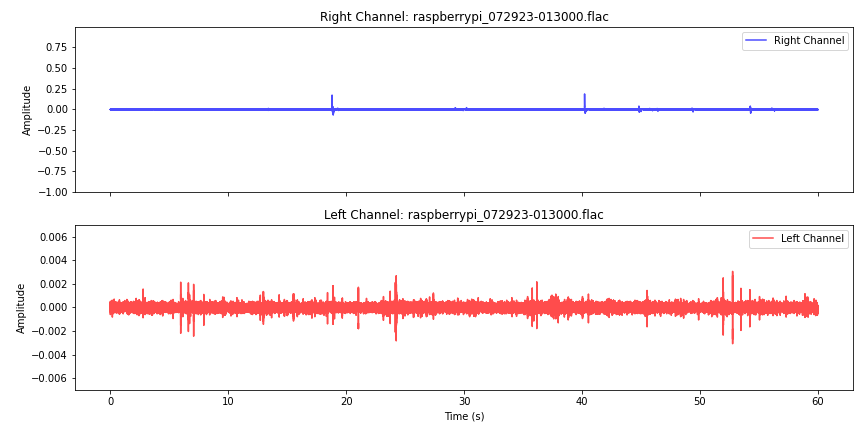 Right Channel: raspberrypi_072923-013000.flac
Right Channel
0.75
0.50
0.25
0.00
−0.25
−0.50
−0.75
−1.00
Amplitude
Left Channel: raspberrypi_072923-013000.flac
Left Channel
0.006
0.004
0.002
0.000
−0.002
−0.004
−0.006
Amplitude
0 10 20 30 40 50 60
Time (s)